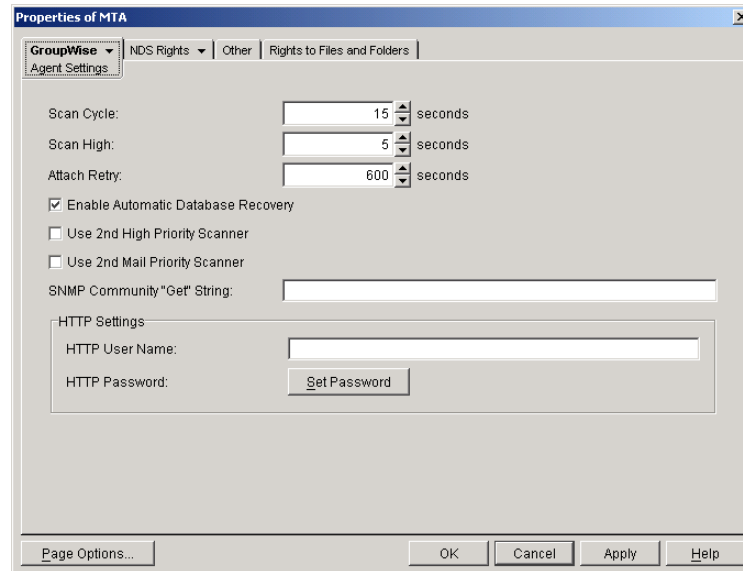 Properties of MTA
GroupWise NDS Rights Other Rights to Files and Folders
Agent Settings
Scan Cycle: 15 seconds
Scan High: 5 seconds
Attach Retry: 600 seconds
Enable Automatic Database Recovery
Use 2nd High Priority Scanner
Use 2nd Mail Priority Scanner
SNMP Community "Get" String:
HTTP Settings
HTTP User Name:
HTTP Password: Set Password
Page Options... OK Cancel Apply Help